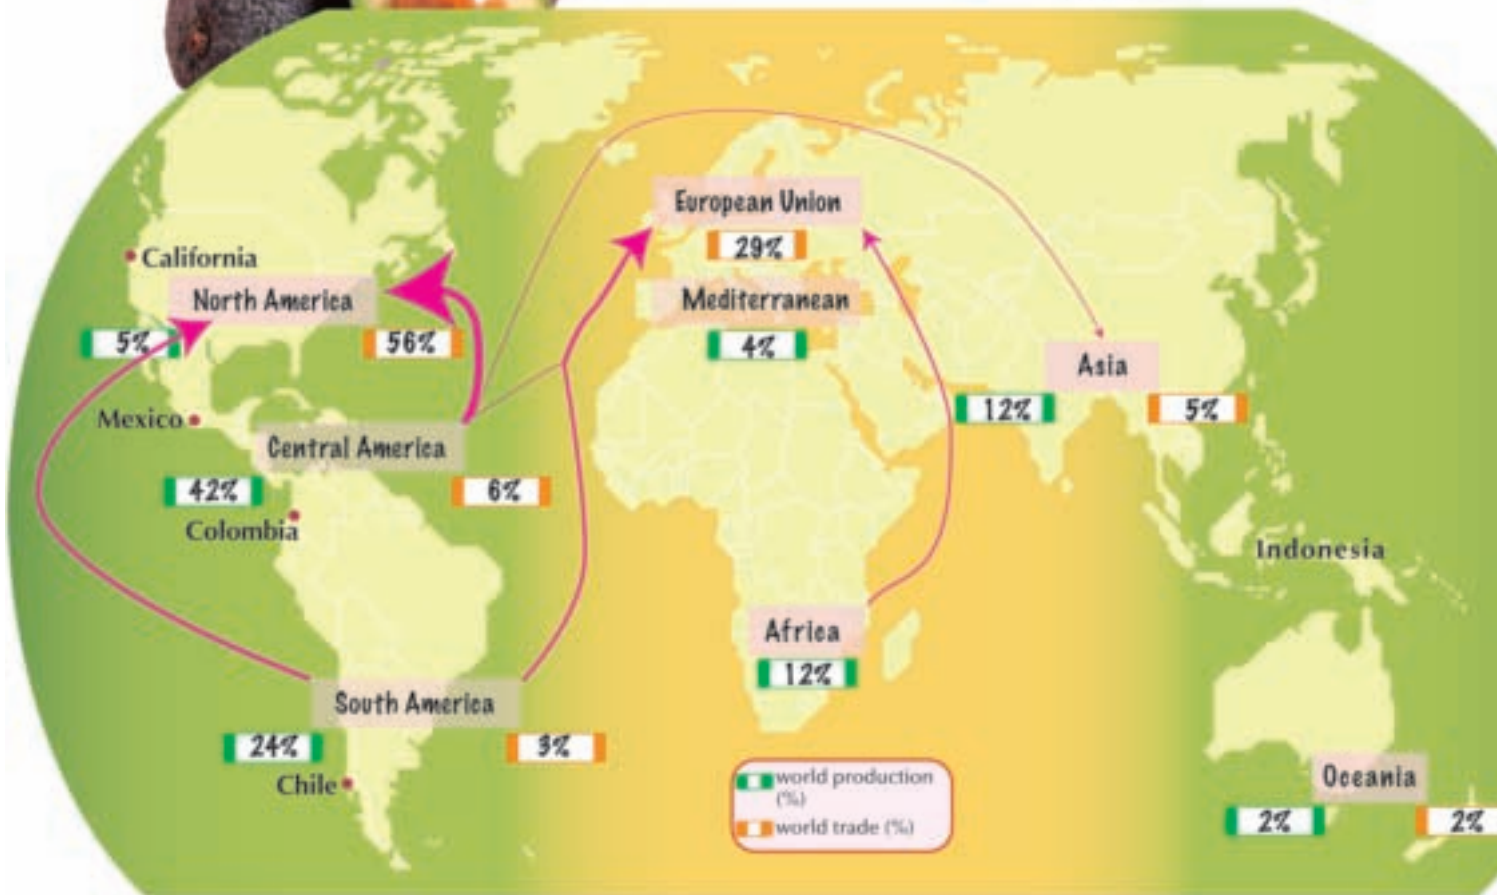 European Union
29%
California
North America
5%
56%
Mediterranean
4%
Asia
12%
5%
Mexico
Central America
42%
6%
Colombia
Indonesia
Africa
12%
South America
24%
3%
Chile
world production
(%)
world trade (%)
Oceania
2%
2%